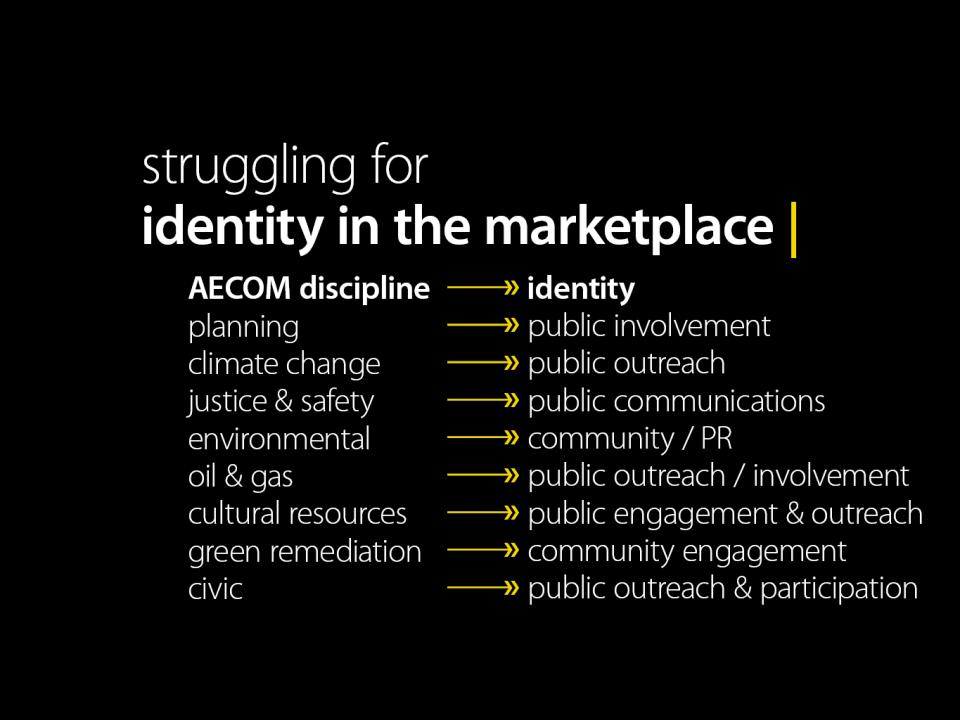 struggling for
identity in the marketplace |
AECOM discipline → identity
planning → public involvement
climate change → public outreach
justice & safety → public communications
environmental → community / PR
oil & gas → public outreach / involvement
cultural resources → public engagement & outreach
green remediation → community engagement
civic → public outreach & participation